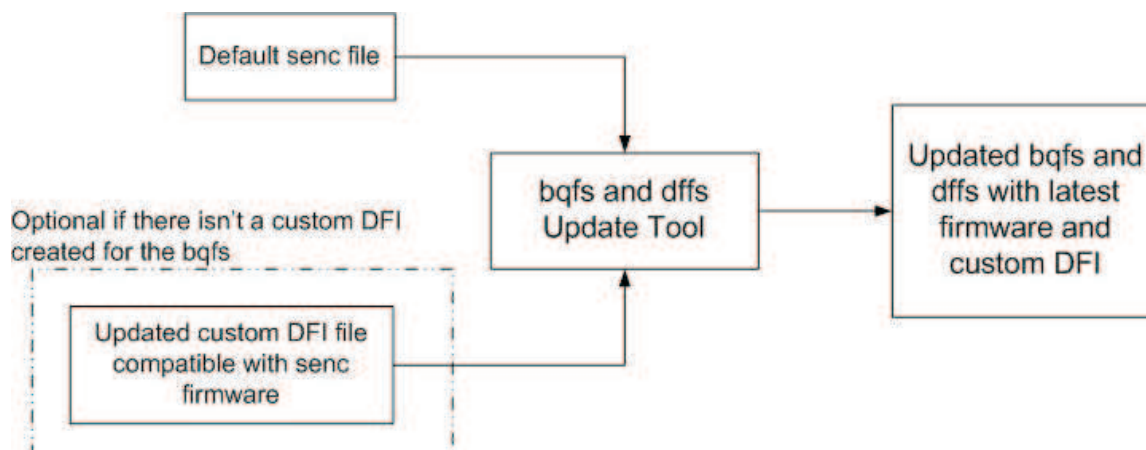 Default senc file
bqfs and dffs
Update Tool
Updated bqfs and
dffs with latest
firmware and
custom DFI
Optional if there isn't a custom DFI
created for the bqfs
Updated custom DFI file
compatible with senc
firmware